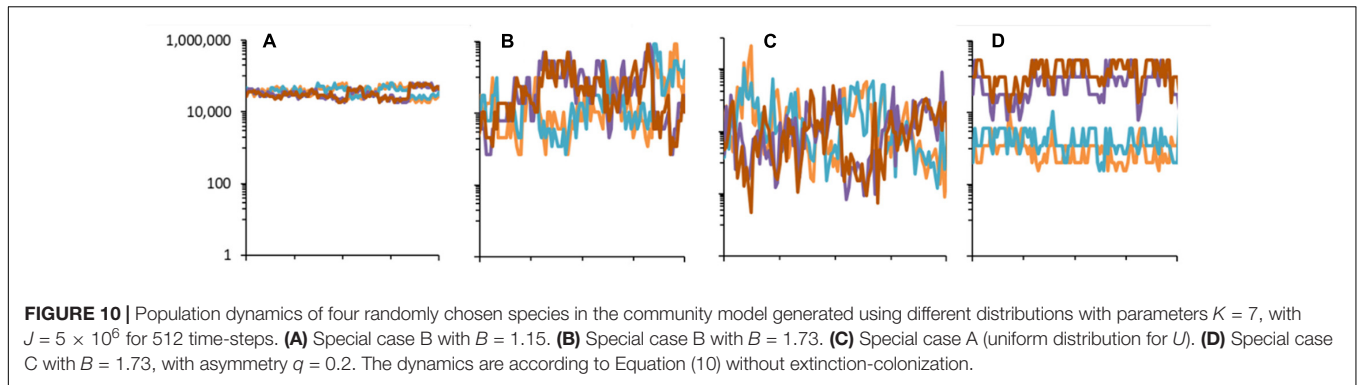 A
B
C
D
1,000,000
10,000
100
1
FIGURE 10 | Population dynamics of four randomly chosen species in the community model generated using different distributions with parameters K = 7, with
J = 5 × 10⁶ for 512 time-steps. (A) Special case B with B = 1.15. (B) Special case B with B = 1.73. (C) Special case A (uniform distribution for U). (D) Special case
C with B = 1.73, with asymmetry q = 0.2. The dynamics are according to Equation (10) without extinction-colonization.